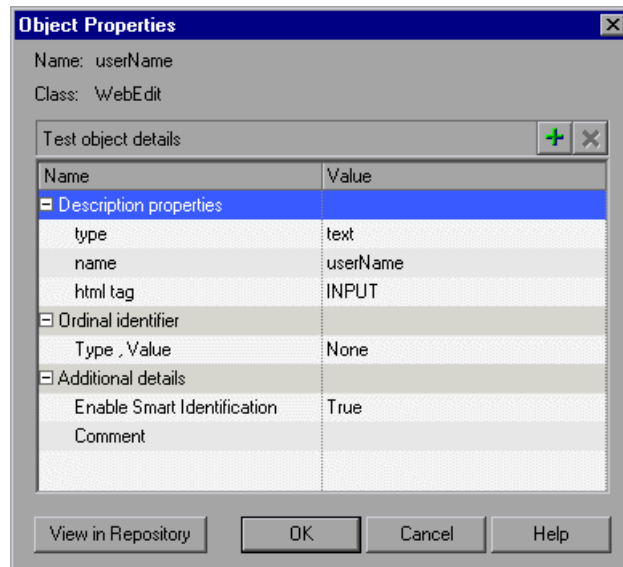 Object Properties
Name: userName
Class: WebEdit
Test object details
Name Value
Description properties
type text
name userName
html tag INPUT
Ordinal identifier
Type , Value None
Additional details
Enable Smart Identification True
Comment
View in Repository OK Cancel Help